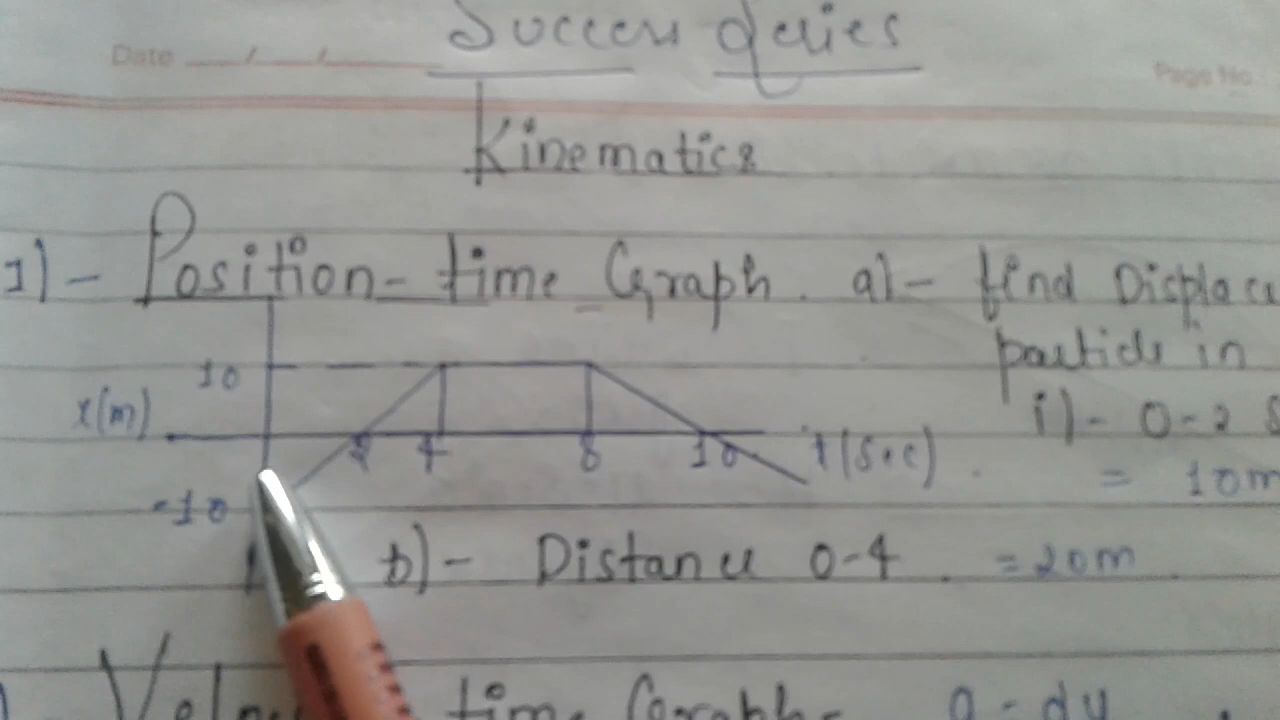 Success Series
Date / /
Page No.
Kinematics
1)- Position-time Graph. a)- find Displace
particle in
10
x(m)
i)- 0-2 S
2 4 8 10 t(sec).
= 10m
-10
b)- Distance 0-4. = 20m.
time Graph-